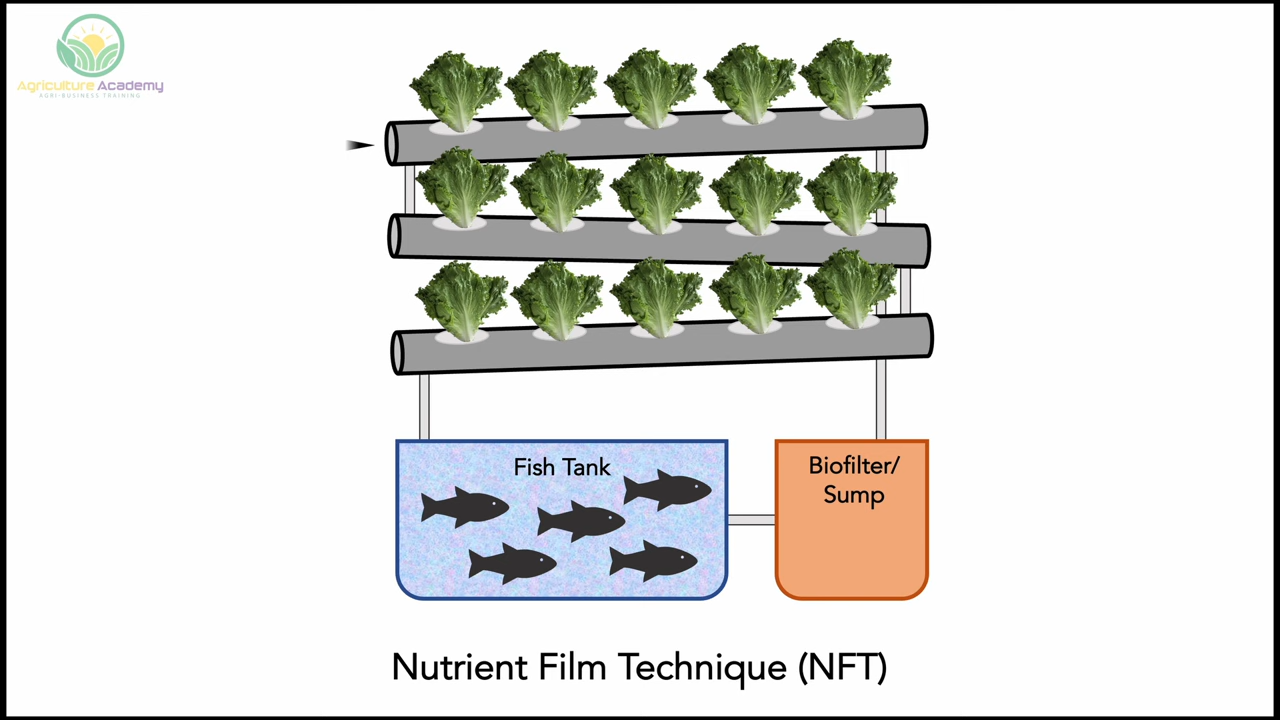 Agriculture Academy
AGRI-BUSINESS TRAINING
Fish Tank
Biofilter/
Sump
Nutrient Film Technique (NFT)